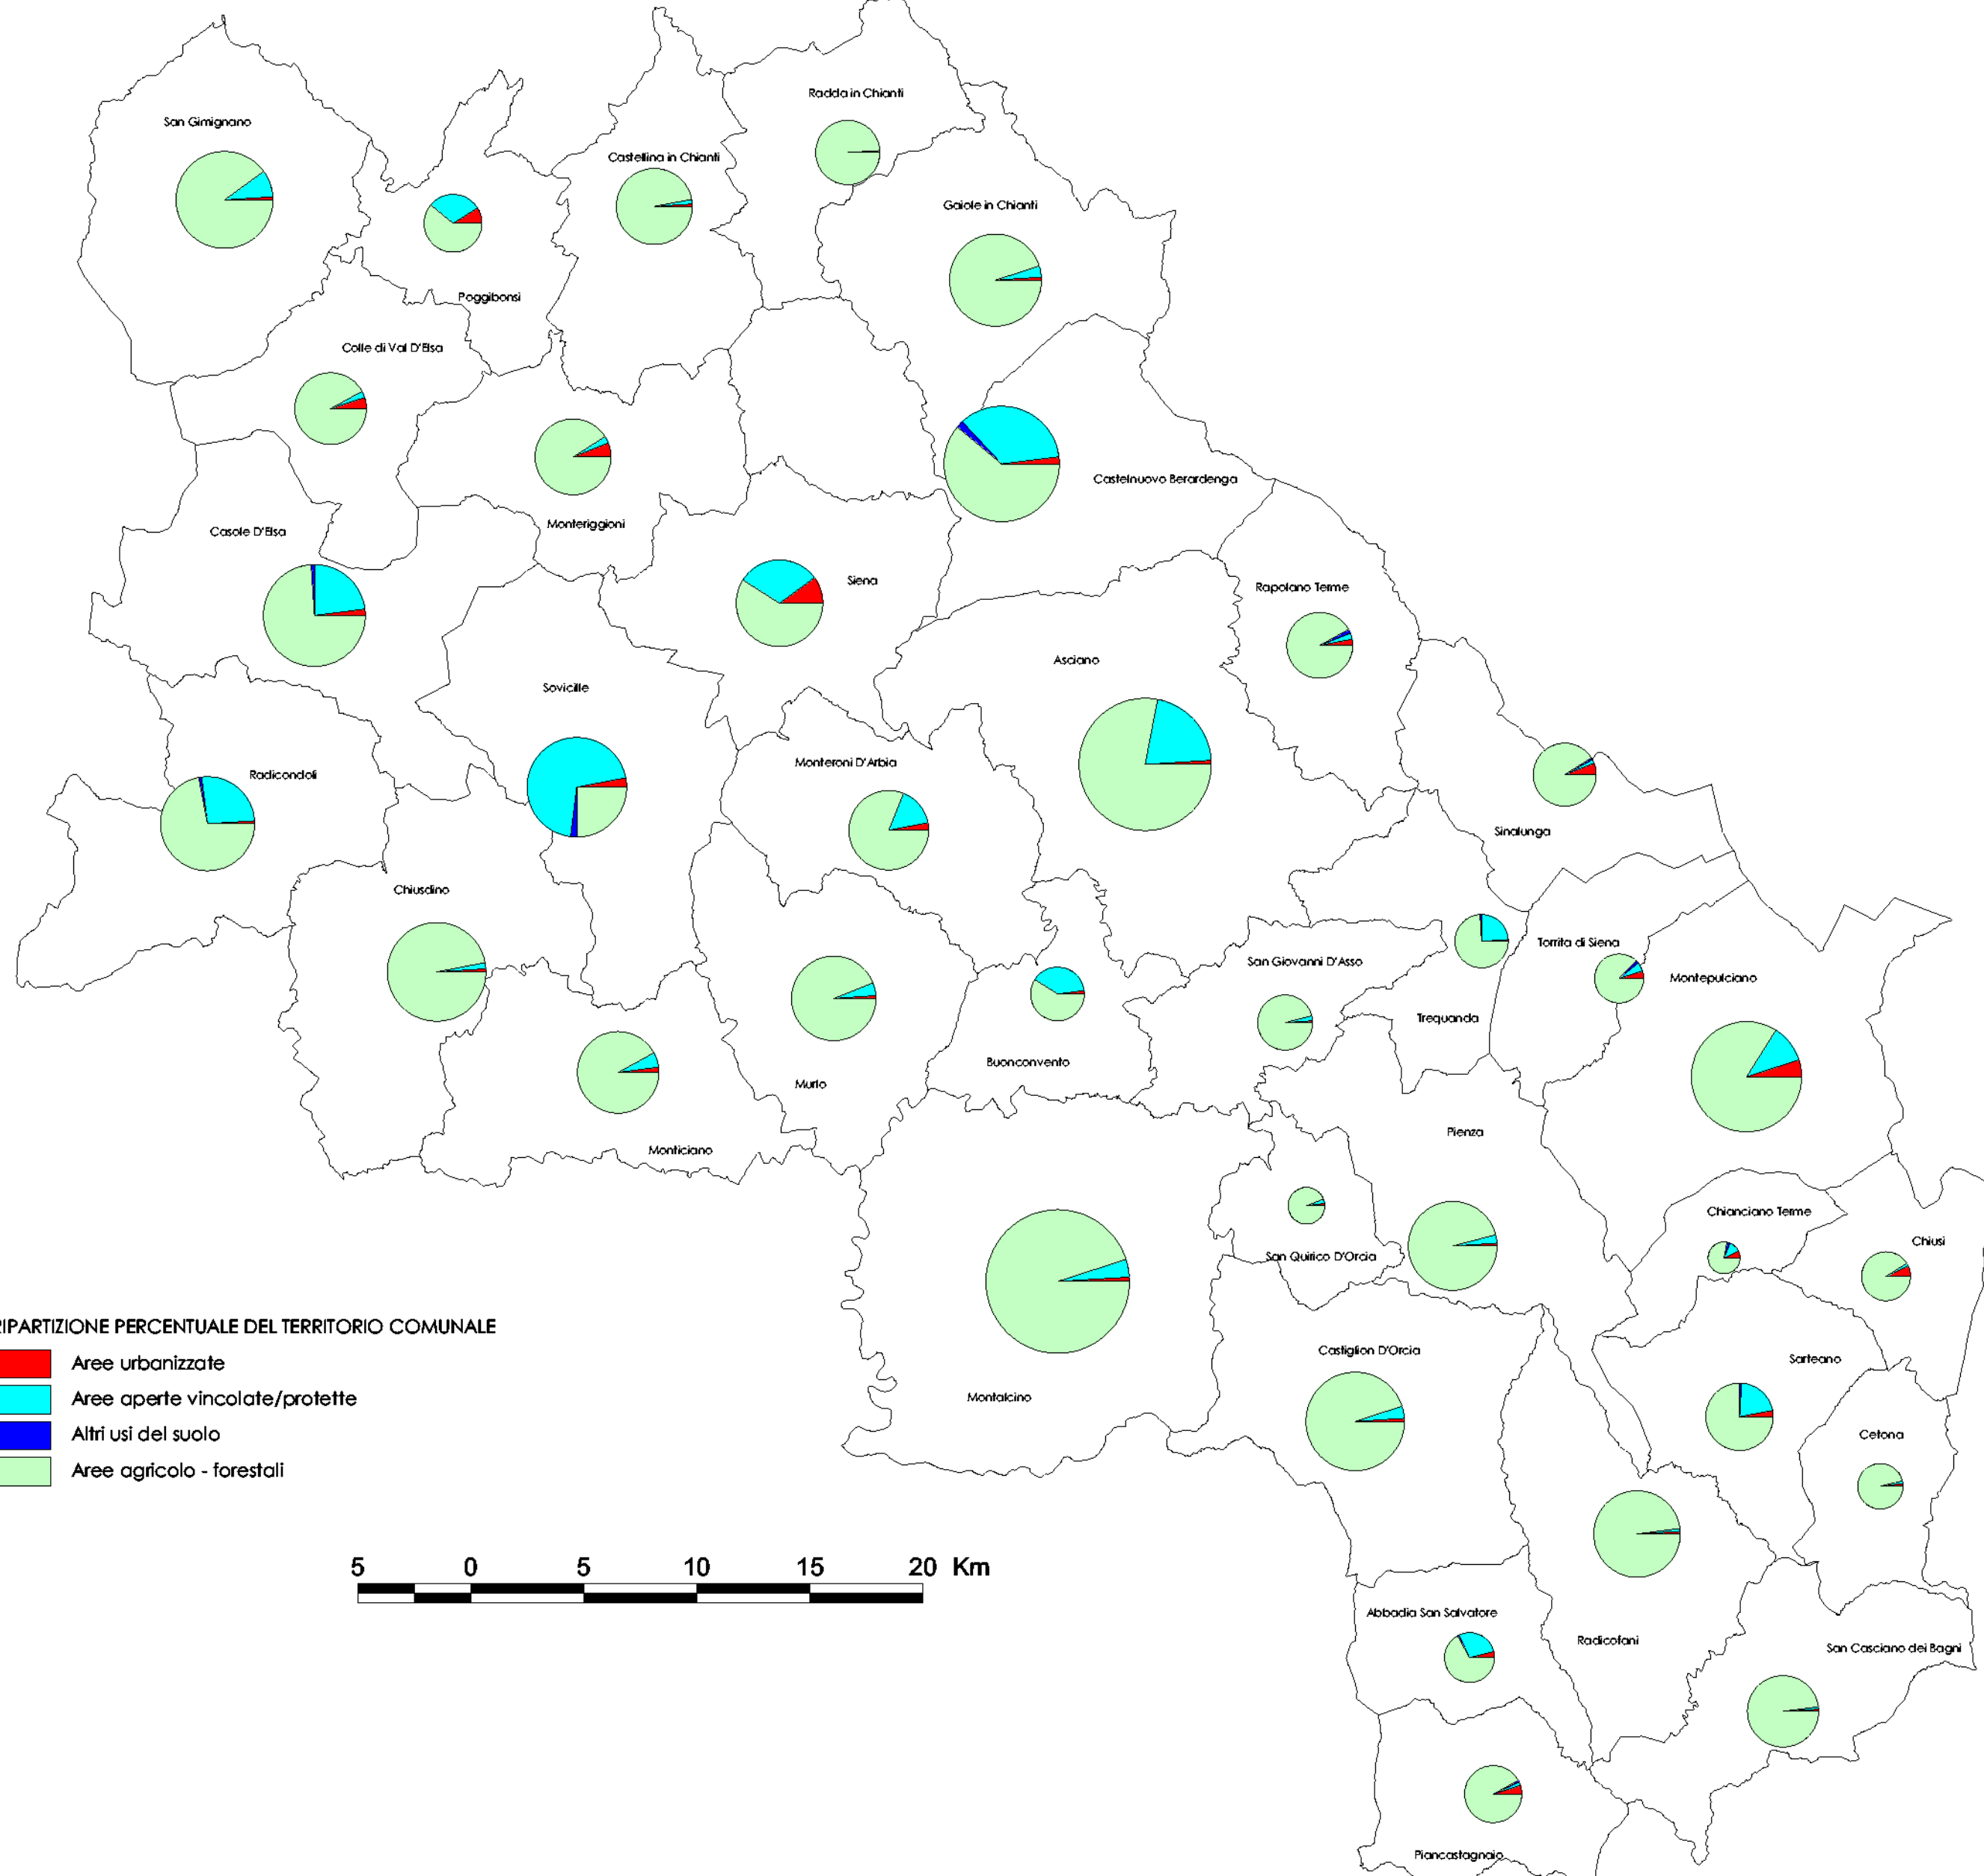 Radda in Chianti
San Gimignano
Castellina in Chianti
Gaiole in Chianti
Poggibonsi
Colle di Val D'Elsa
Castelnuovo Berardenga
Monteriggioni
Casole D'Elsa
Siena
Rapolano Terme
Asciano
Sovicille
Monteroni D'Arbia
Radicondoli
Sinalunga
Chiusdino
Torrita di Siena
San Giovanni D'Asso
Montepulciano
Trequanda
Buonconvento
Murlo
Pienza
Monticiano
Chianciano Terme
Chiusi
San Quirico D'Orcia
RIPARTIZIONE PERCENTUALE DEL TERRITORIO COMUNALE
Aree urbanizzate
Aree aperte vincolate/protette
Altri usi del suolo
Aree agricolo - forestali
Castiglion D'Orcia
Sarteano
Montalcino
Cetona
5 0 5 10 15 20 Km
Abbadia San Salvatore
Radicofani
San Casciano dei Bagni
Piancastagnaio